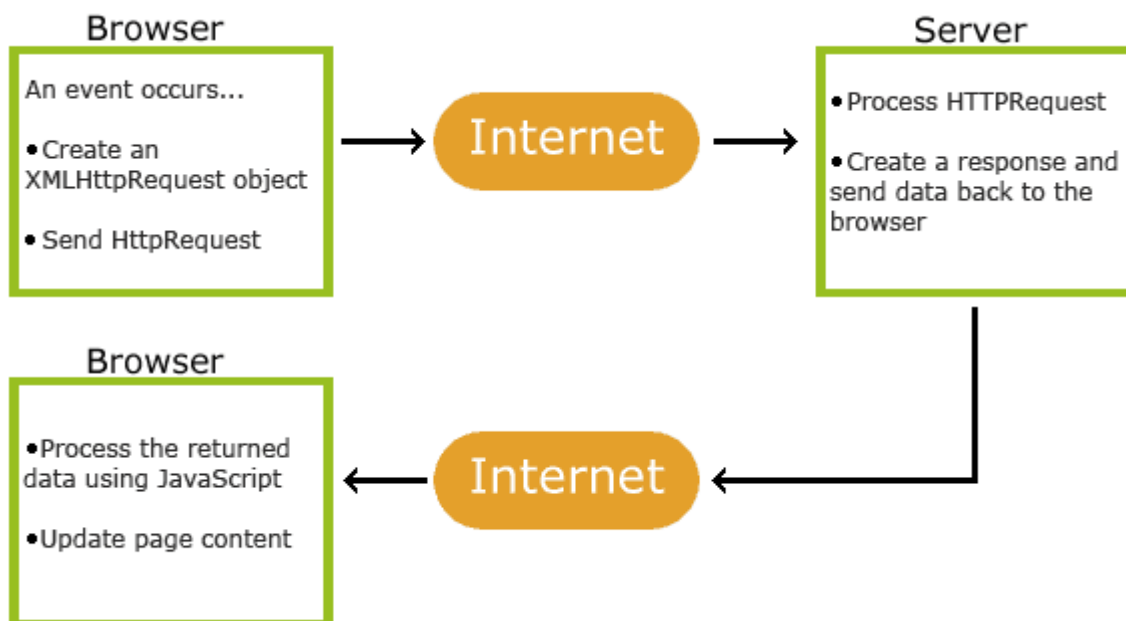 Browser
An event occurs...
•Create an
XMLHttpRequest object
• Send HttpRequest
Internet
Server
•Process HTTPRequest
•Create a response and
send data back to the
browser
Browser
•Process the returned
data using JavaScript
•Update page content
Internet